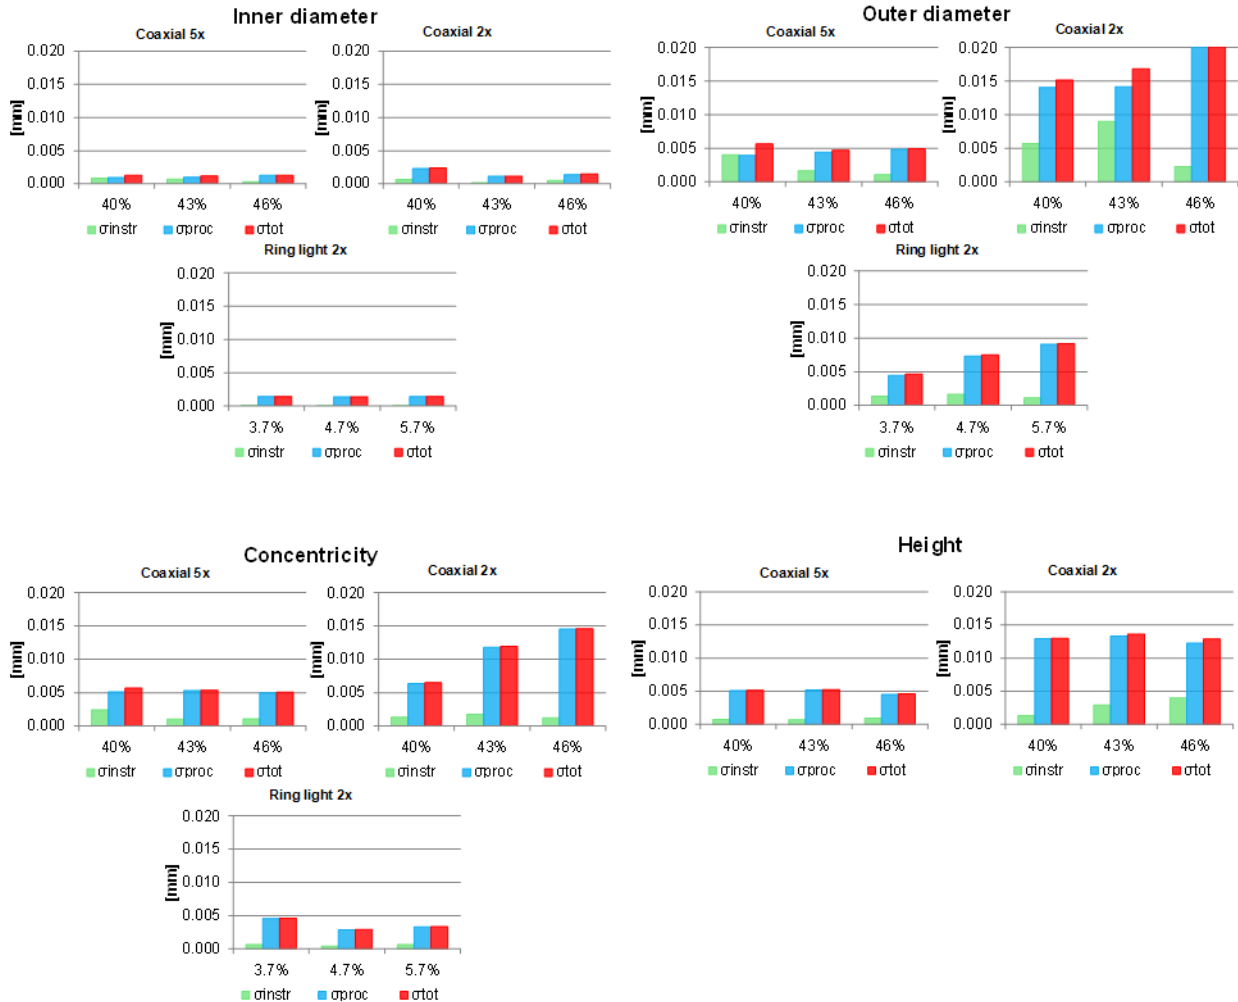 Inner diameter
Coaxial 5x
0.020
0.015
0.010
0.005
0.000
[mm]
40% 43% 46%
σinstr σproc σtot
Coaxial 2x
0.020
0.015
0.010
0.005
0.000
[mm]
40% 43% 46%
σinstr σproc σtot
Ring light 2x
0.020
0.015
0.010
0.005
0.000
[mm]
3.7% 4.7% 5.7%
σinstr σproc σtot
Outer diameter
Coaxial 5x
0.020
0.015
0.010
0.005
0.000
[mm]
40% 43% 46%
σinstr σproc σtot
Coaxial 2x
0.020
0.015
0.010
0.005
0.000
[mm]
40% 43% 46%
σinstr σproc σtot
Ring light 2x
0.020
0.015
0.010
0.005
0.000
[mm]
3.7% 4.7% 5.7%
σinstr σproc σtot
Concentricity
Coaxial 5x
0.020
0.015
0.010
0.005
0.000
[mm]
40% 43% 46%
σinstr σproc σtot
Coaxial 2x
0.020
0.015
0.010
0.005
0.000
[mm]
40% 43% 46%
σinstr σproc σtot
Ring light 2x
0.020
0.015
0.010
0.005
0.000
[mm]
3.7% 4.7% 5.7%
σinstr σproc σtot
Height
Coaxial 5x
0.020
0.015
0.010
0.005
0.000
[mm]
40% 43% 46%
σinstr σproc σtot
Coaxial 2x
0.020
0.015
0.010
0.005
0.000
[mm]
40% 43% 46%
σinstr σproc σtot